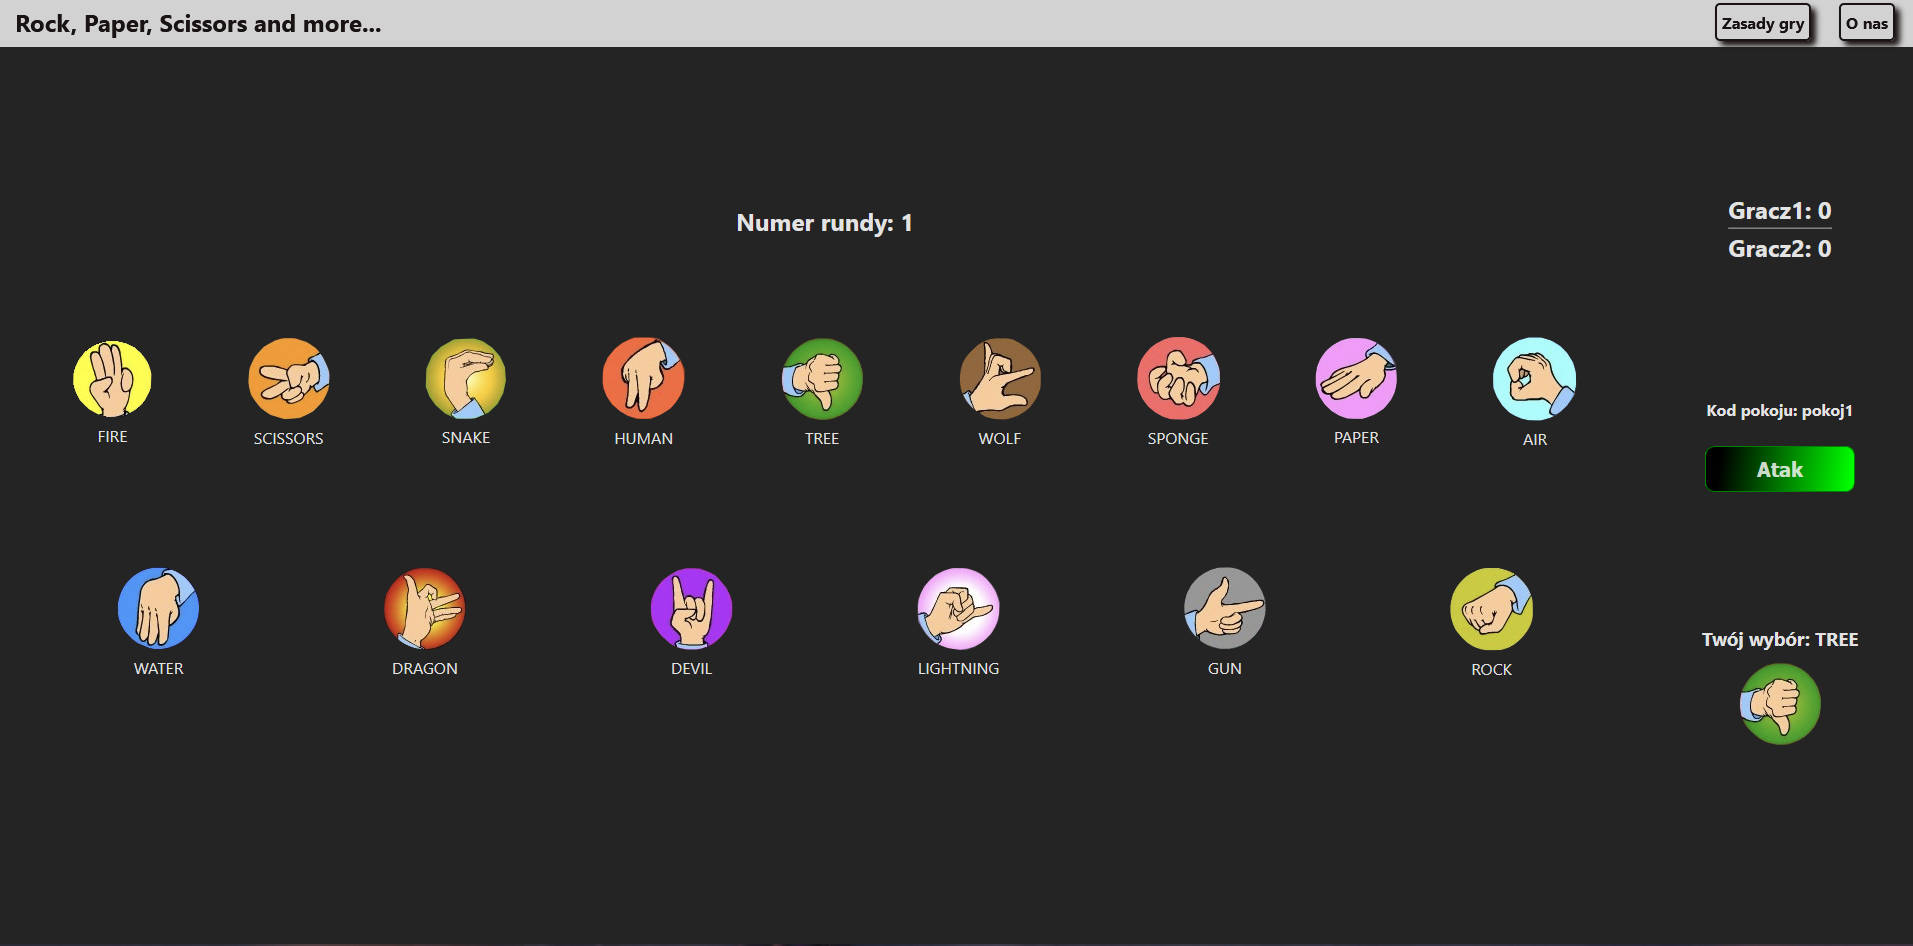 Rock, Paper, Scissors and more...
Zasady gry
O nas
Numer rundy: 1
Gracz1: 0
Gracz2: 0
FIRE
SCISSORS
SNAKE
HUMAN
TREE
WOLF
SPONGE
PAPER
AIR
Kod pokoju: pokoj1
Atak
WATER
DRAGON
DEVIL
LIGHTNING
GUN
ROCK
Twój wybór: TREE